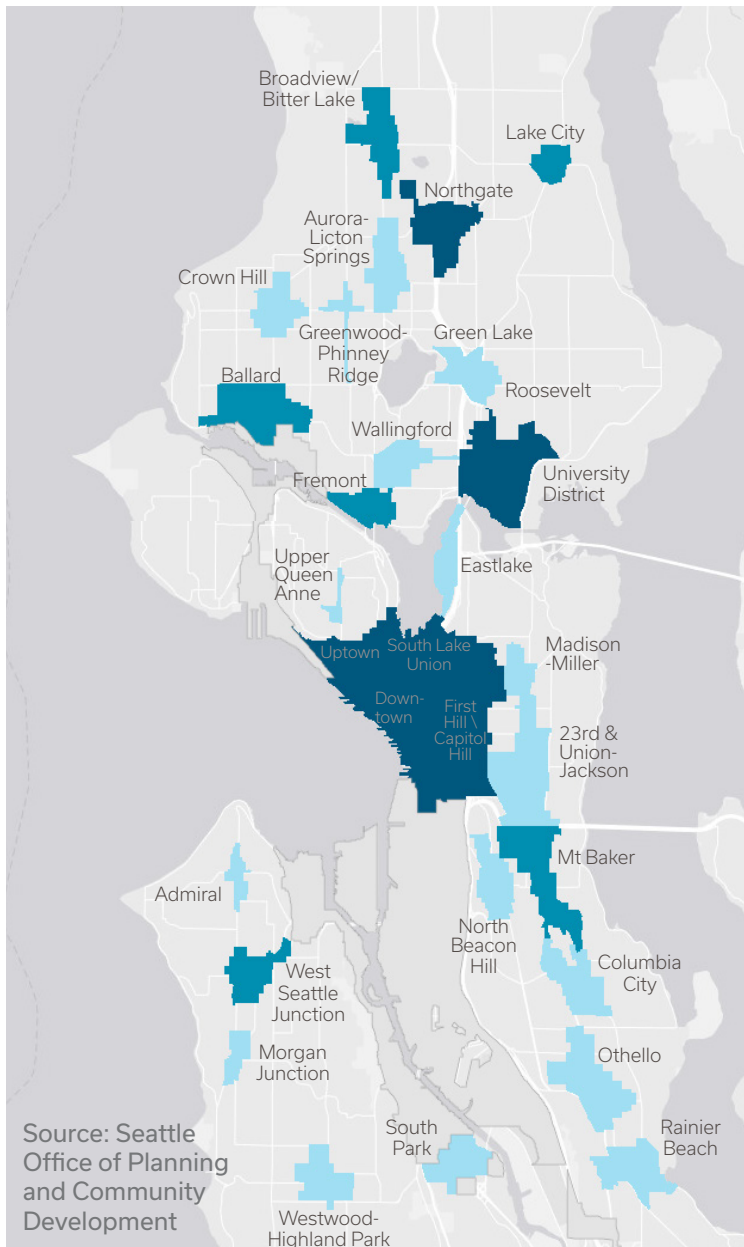 Broadview/
Bitter Lake
Lake City
Northgate
Aurora-
Licton
Springs
Crown Hill
Greenwood-
Phinney
Ridge
Green Lake
Ballard
Roosevelt
Wallingford
Fremont
University
District
Upper
Queen
Anne
Eastlake
Uptown
South Lake
Union
Madison
-Miller
Down-
town
First
Hill \
Capitol
Hill
23rd &
Union-
Jackson
Mt Baker
Admiral
North
Beacon
Hill
West
Seattle
Junction
Columbia
City
Morgan
Junction
Othello
South
Park
Rainier
Beach
Westwood-
Highland Park
Source: Seattle
Office of Planning
and Community
Development